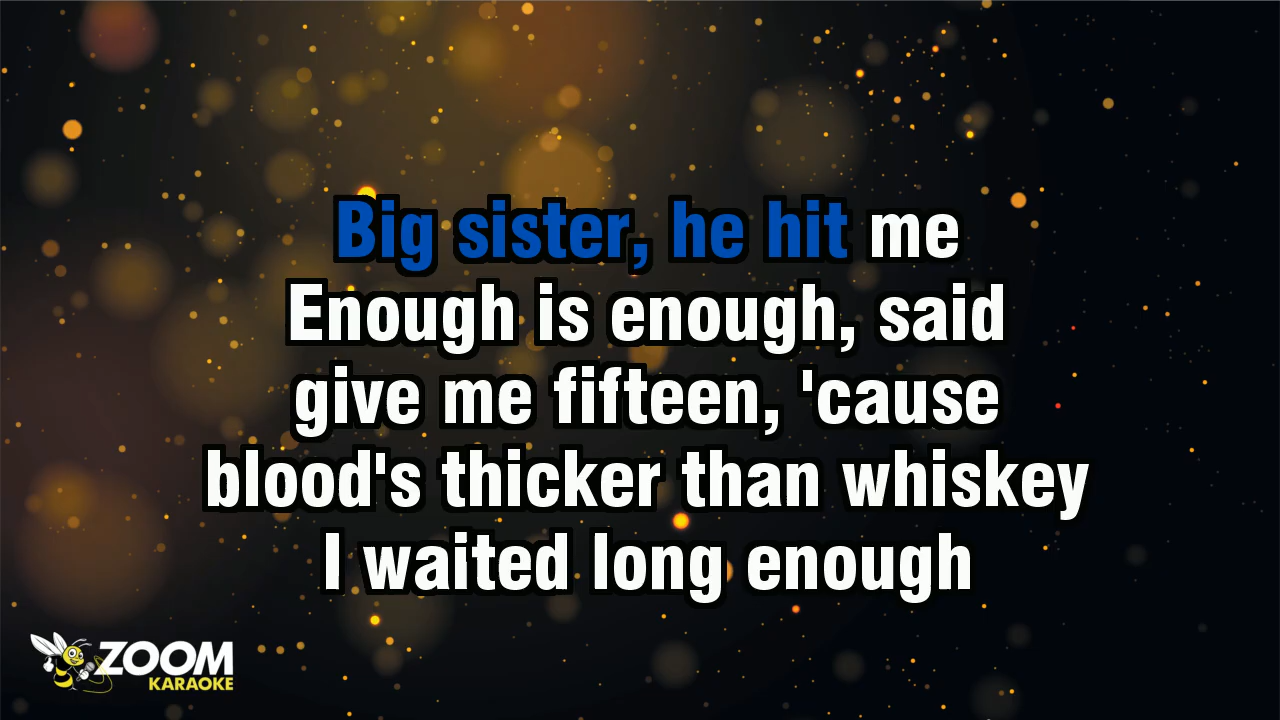 Big sister, he hit me
Enough is enough, said
give me fifteen, 'cause
blood's thicker than whiskey
I waited long enough
ZOOM
KARAOKE